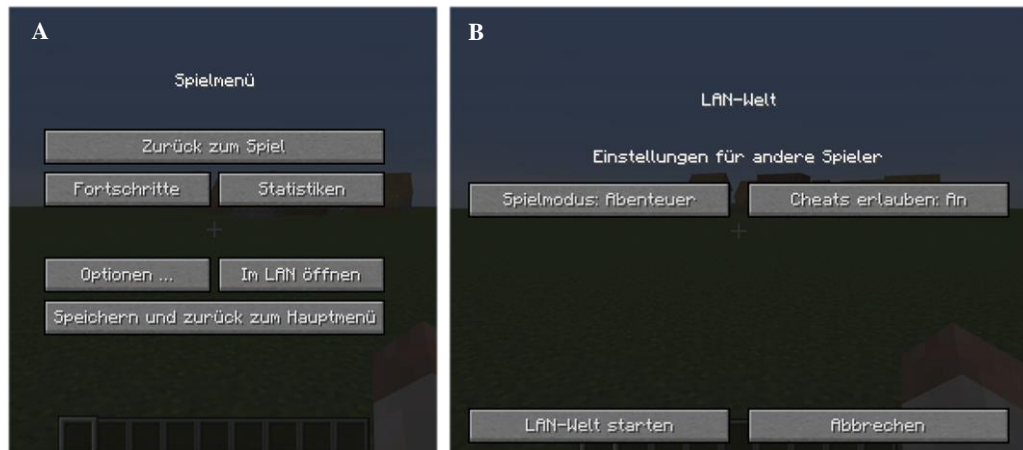 A
Spielmenü
Zurück zum Spiel
Fortschritte
Statistiken
Optionen ...
Im LAN öffnen
Speichern und zurück zum Hauptmenü
B
LAN-Welt
Einstellungen für andere Spieler
Spielmodus: Abenteuer
Cheats erlauben: An
LAN-Welt starten
Abbrechen